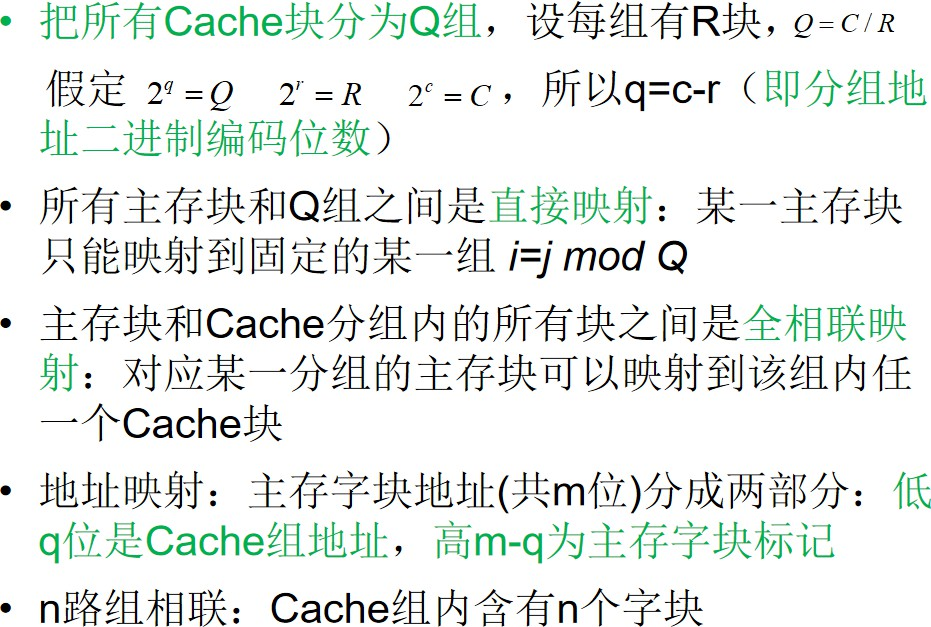 • 把所有Cache块分为Q组，设每组有R块，Q = C / R
假定 2^q = Q 2^r = R 2^c = C ，所以q=c-r（即分组地
址二进制编码位数）
• 所有主存块和Q组之间是直接映射：某一主存块
只能映射到固定的某一组 i=j mod Q
• 主存块和Cache分组内的所有块之间是全相联映
射：对应某一分组的主存块可以映射到该组内任
一个Cache块
• 地址映射：主存字块地址(共m位)分成两部分：低
q位是Cache组地址，高m-q为主存字块标记
• n路组相联：Cache组内含有n个字块